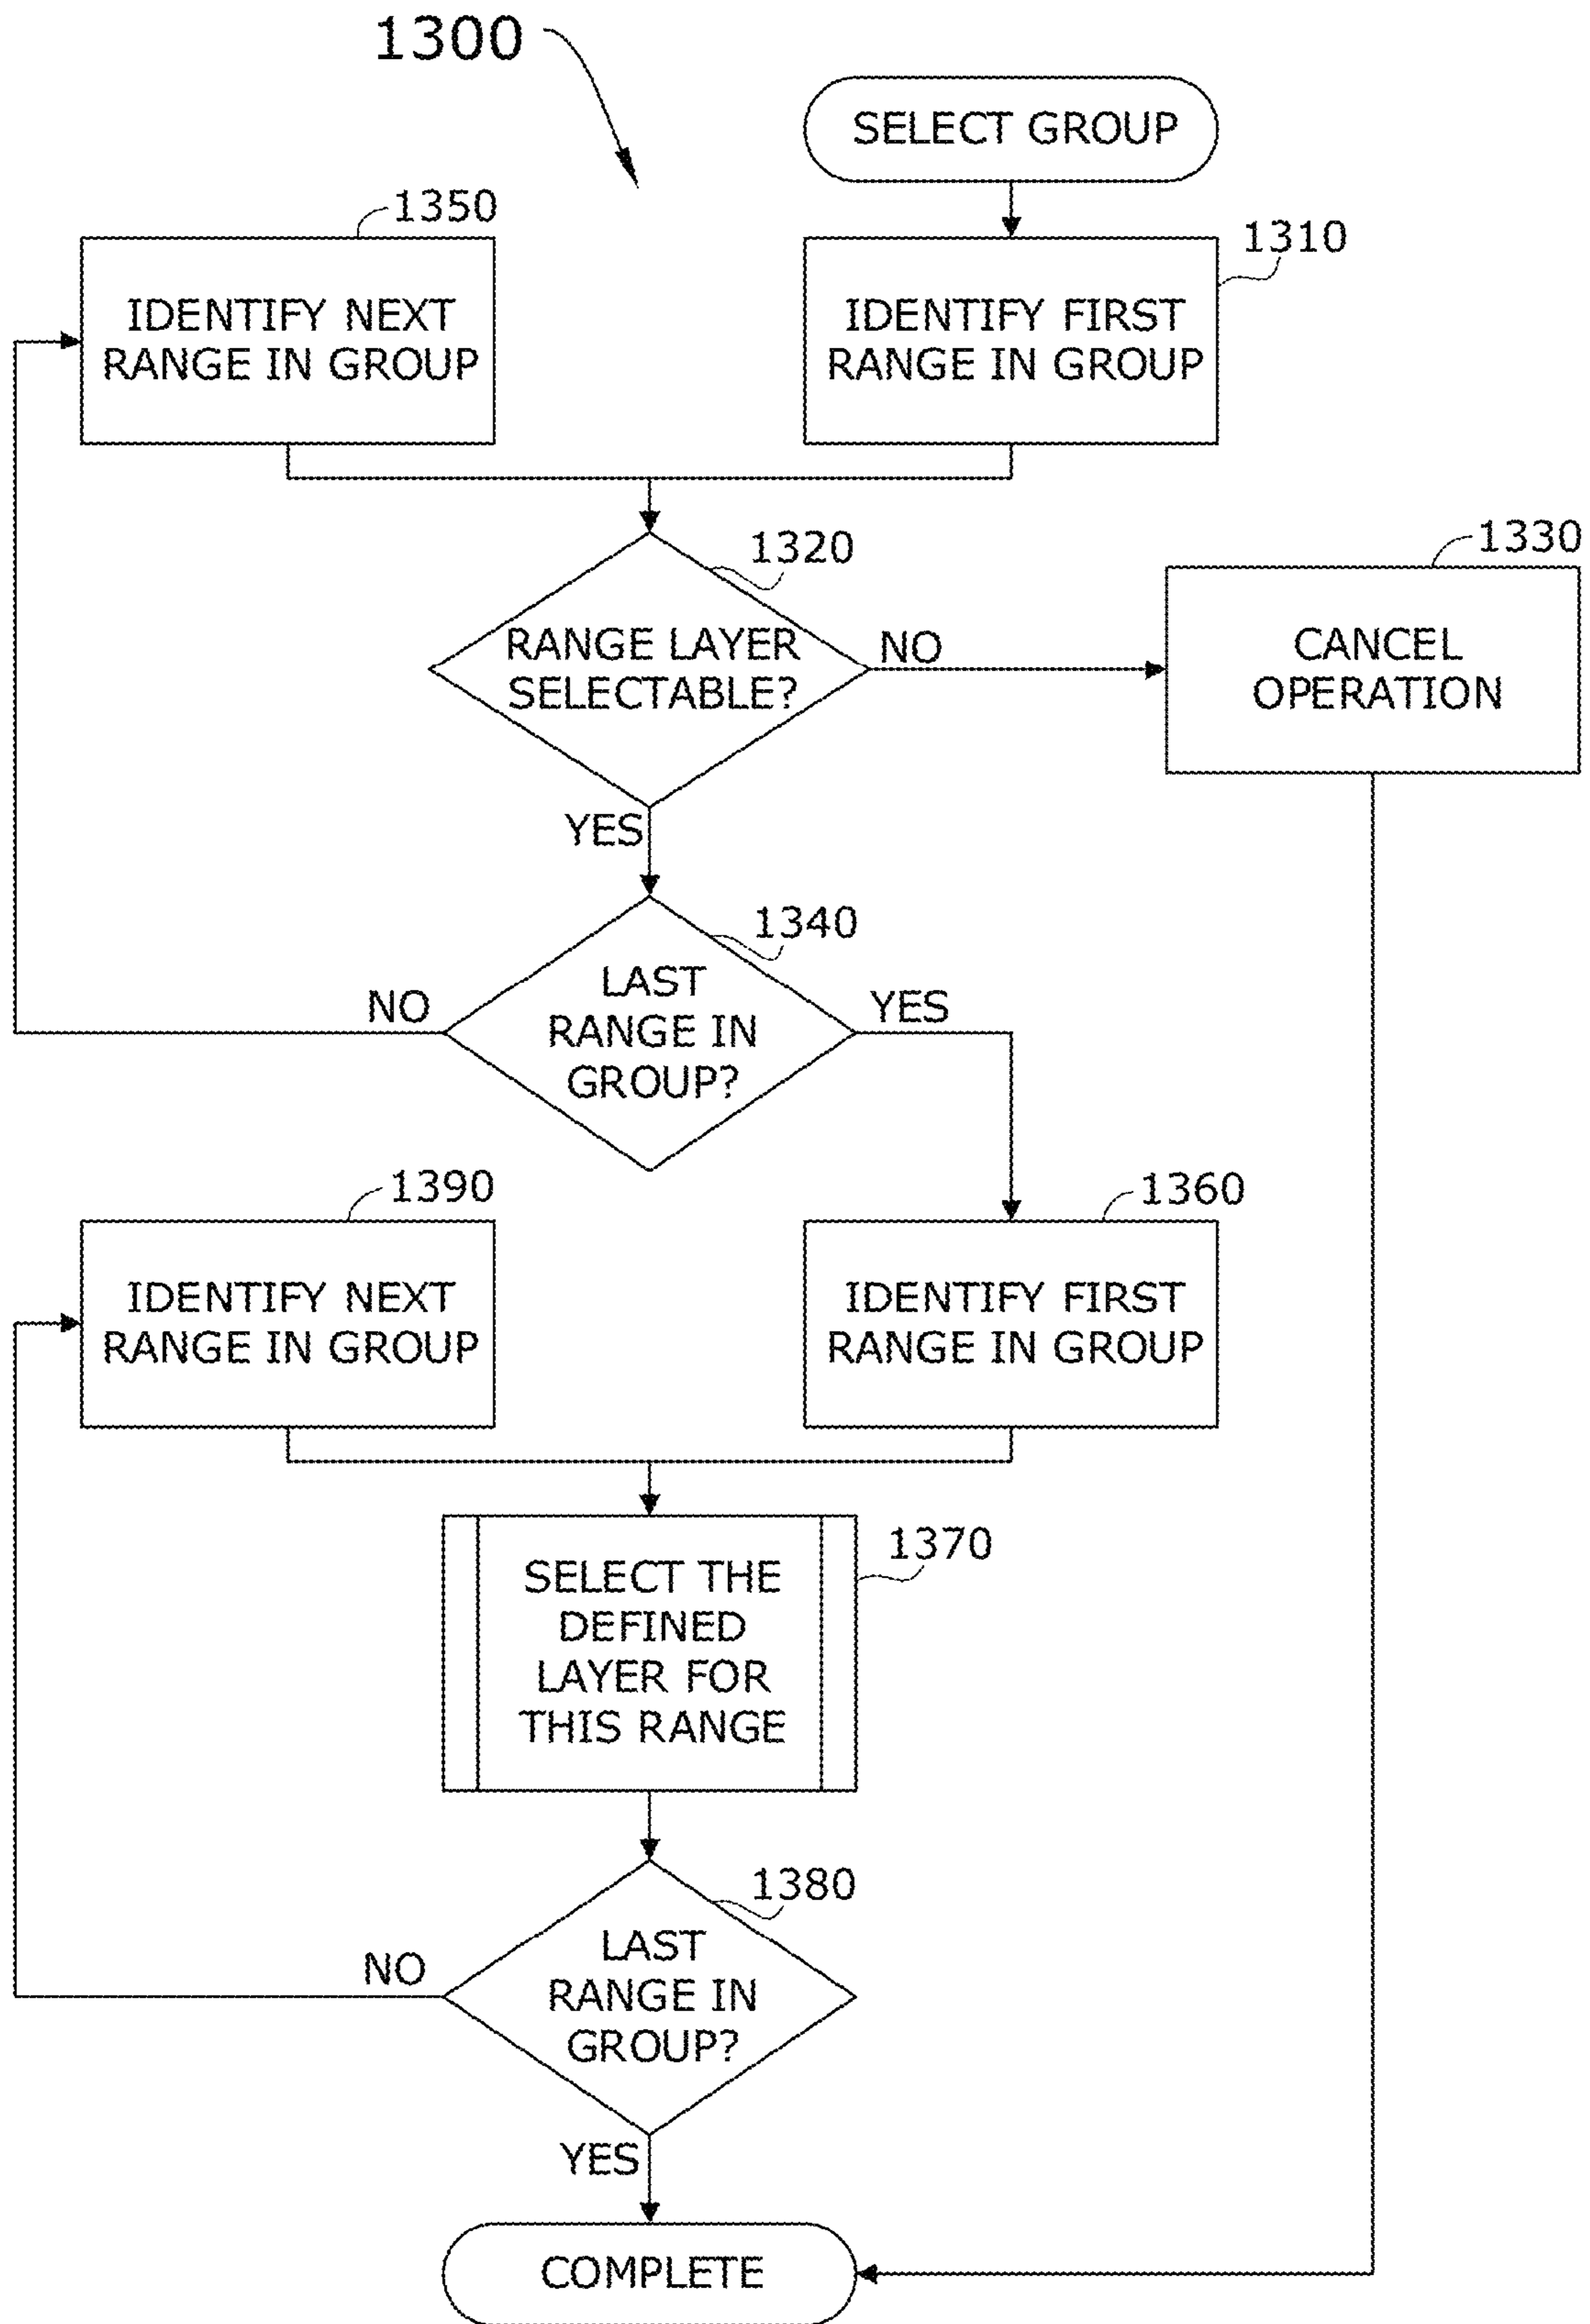 1300
SELECT GROUP
1350
1310
IDENTIFY NEXT
RANGE IN GROUP
IDENTIFY FIRST
RANGE IN GROUP
1320
1330
RANGE LAYER
SELECTABLE?
NO
CANCEL
OPERATION
YES
1340
LAST
RANGE IN
GROUP?
NO
YES
1390
1360
IDENTIFY NEXT
RANGE IN GROUP
IDENTIFY FIRST
RANGE IN GROUP
1370
SELECT THE
DEFINED
LAYER FOR
THIS RANGE
1380
LAST
RANGE IN
GROUP?
NO
YES
COMPLETE